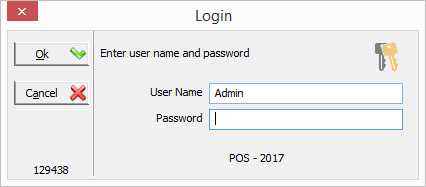 Login
Ok
Enter user name and password
Cancel
User Name
Admin
Password
129438
POS - 2017